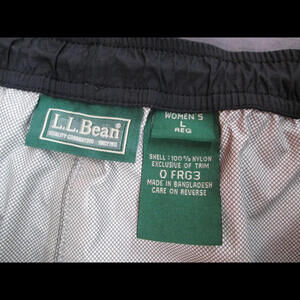 L.L.Bean
QUALITY GUARANTEED SINCE 1912
WOMEN'S
L
REG
SHELL: 100% NYLON
EXCLUSIVE OF TRIM
0 FRG3
MADE IN BANGLADESH
CARE ON REVERSE